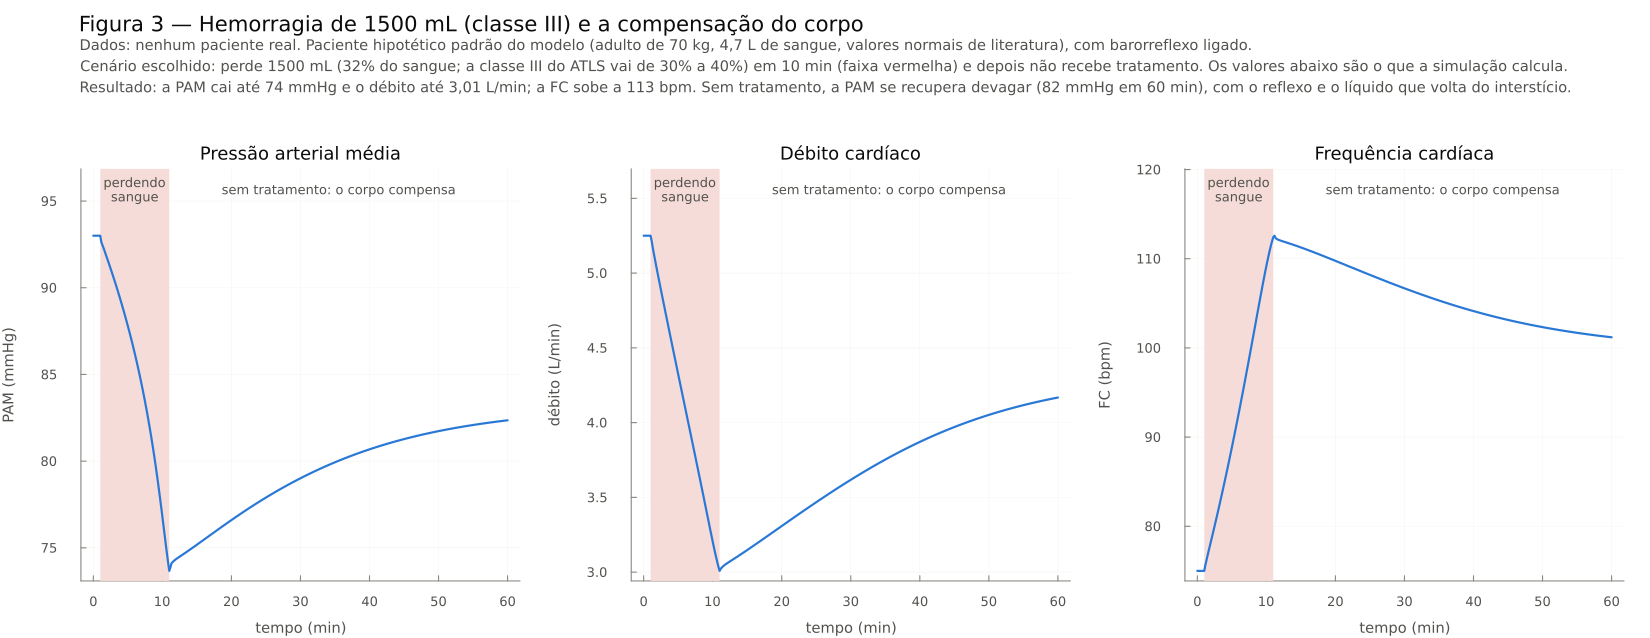 Figura 3 — Hemorragia de 1500 mL (classe III) e a compensação do corpo
Dados: nenhum paciente real. Paciente hipotético padrão do modelo (adulto de 70 kg, 4,7 L de sangue, valores normais de literatura), com barorreflexo ligado.
Cenário escolhido: perde 1500 mL (32% do sangue; a classe III do ATLS vai de 30% a 40%) em 10 min (faixa vermelha) e depois não recebe tratamento. Os valores abaixo são o que a simulação calcula.
Resultado: a PAM cai até 74 mmHg e o débito até 3,01 L/min; a FC sobe a 113 bpm. Sem tratamento, a PAM se recupera devagar (82 mmHg em 60 min), com o reflexo e o líquido que volta do interstício.
Pressão arterial média
perdendo
sangue
sem tratamento: o corpo compensa
95
90
85
80
75
PAM (mmHg)
0 10 20 30 40 50 60
tempo (min)
Débito cardíaco
perdendo
sangue
sem tratamento: o corpo compensa
5.5
5.0
4.5
4.0
3.5
3.0
débito (L/min)
0 10 20 30 40 50 60
tempo (min)
Frequência cardíaca
perdendo
sangue
sem tratamento: o corpo compensa
120
110
100
90
80
FC (bpm)
0 10 20 30 40 50 60
tempo (min)